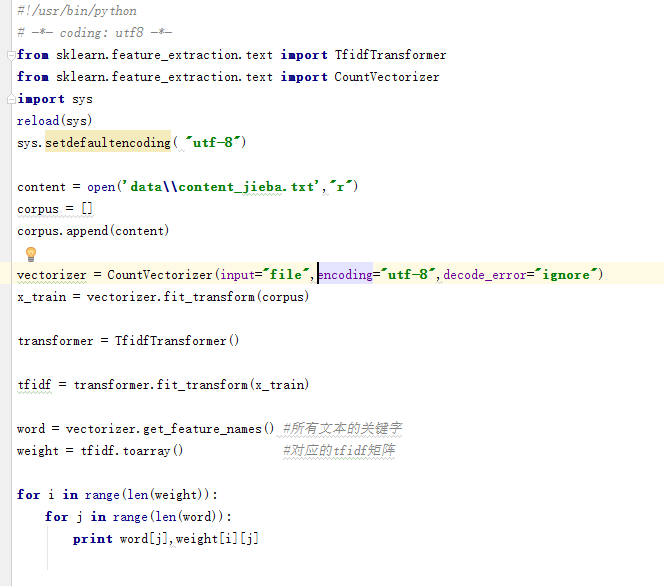 #!/usr/bin/python
# -*- coding: utf8 -*-
from sklearn.feature_extraction.text import TfidfTransformer
from sklearn.feature_extraction.text import CountVectorizer
import sys
reload(sys)
sys.setdefaultencoding( "utf-8")
content = open('data\\content_jieba.txt',"r")
corpus = []
corpus.append(content)
vectorizer = CountVectorizer(input="file",encoding="utf-8",decode_error="ignore")
x_train = vectorizer.fit_transform(corpus)
transformer = TfidfTransformer()
tfidf = transformer.fit_transform(x_train)
word = vectorizer.get_feature_names() #所有文本的关键字
weight = tfidf.toarray() #对应的tfidf矩阵
for i in range(len(weight)):
for j in range(len(word)):
print word[j],weight[i][j]